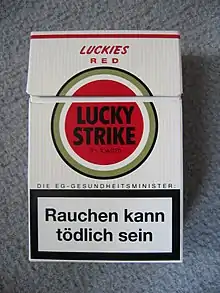 LUCKIES
RED
LUCKY
STRIKE
DIE EG-GESUNDHEITSMINISTER:
Rauchen kann
tödlich sein